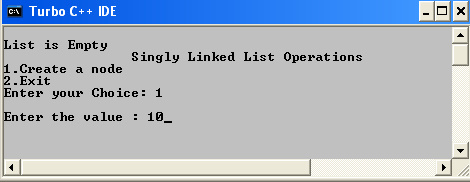 Turbo C++ IDE
List is Empty
Singly Linked List Operations
1.Create a node
2.Exit
Enter your Choice: 1
Enter the value : 10_